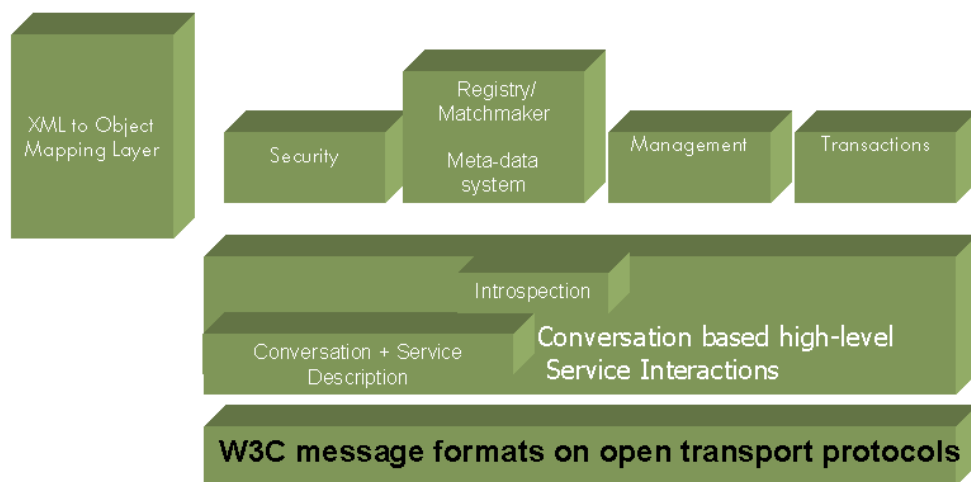 XML to Object
Mapping Layer
Security
Registry/
Matchmaker
Meta-data
system
Management
Transactions
Introspection
Conversation + Service
Description
Conversation based high-level
Service Interactions
W3C message formats on open transport protocols